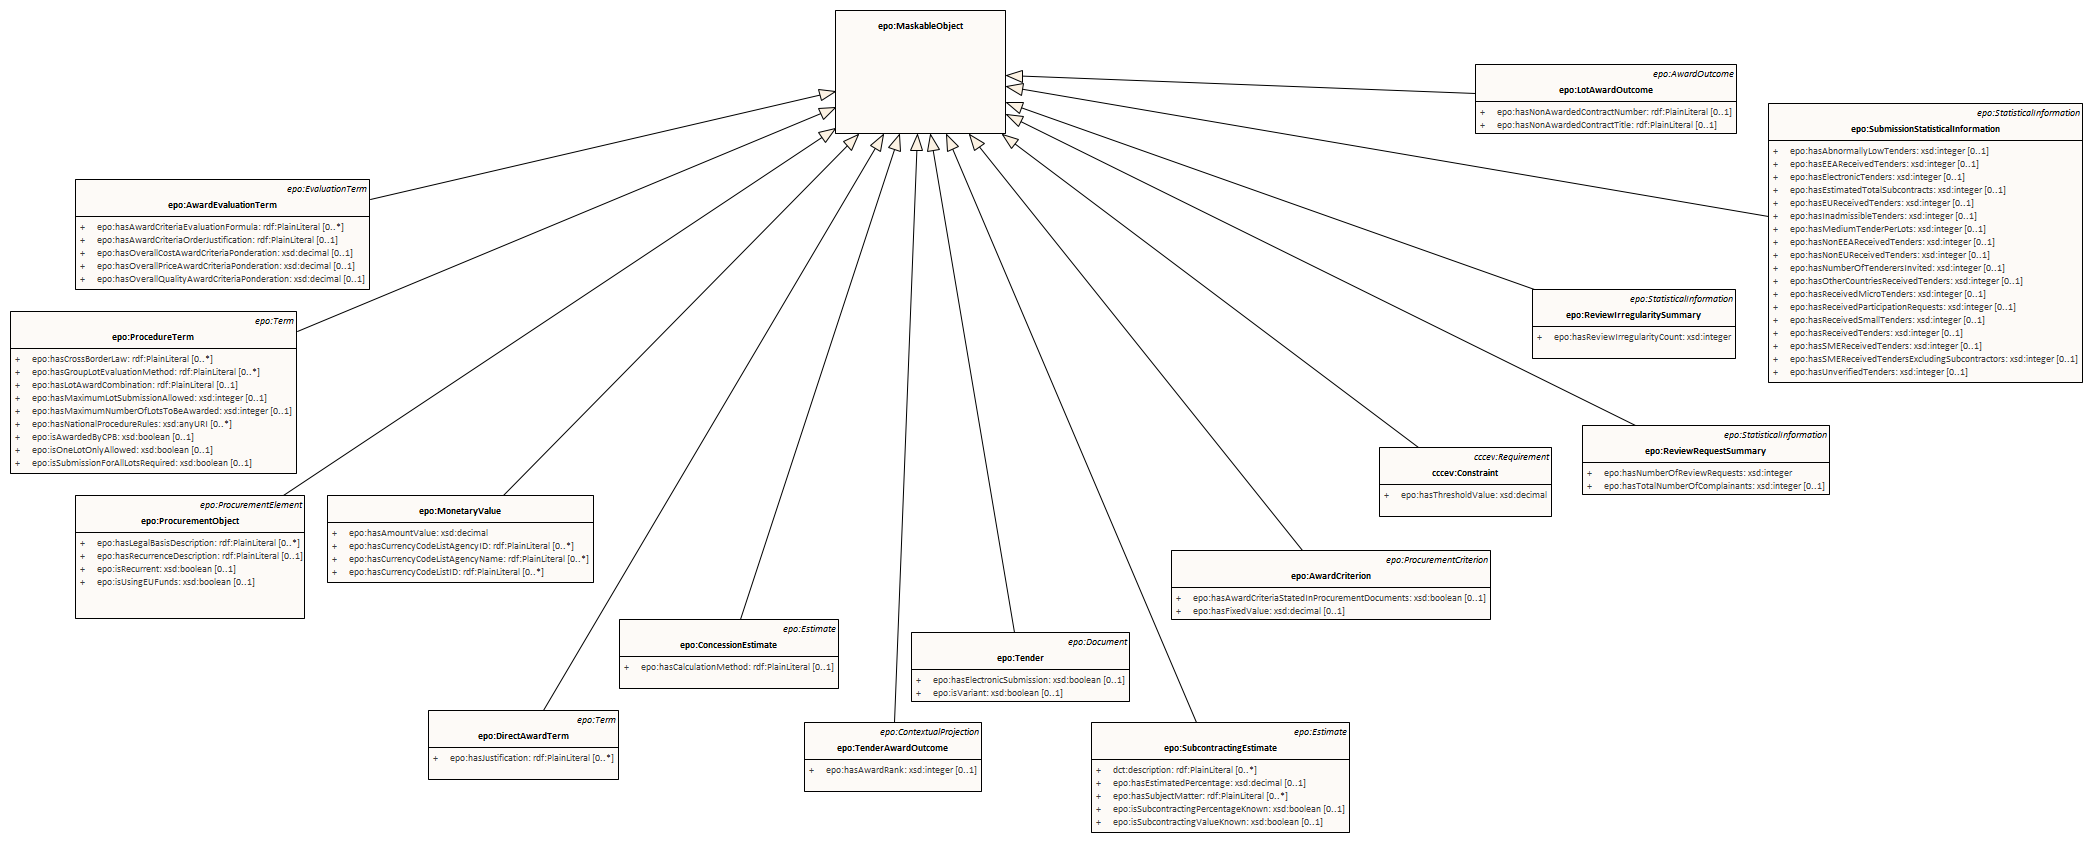 epo:MaskableObject
epo:AwardOutcome
epo:LotAwardOutcome
+ epo:hasNonAwardedContractNumber: rdf:PlainLiteral [0..1]
+ epo:hasNonAwardedContractTitle: rdf:PlainLiteral [0..1]
epo:StatisticalInformation
epo:SubmissionStatisticalInformation
+ epo:hasAbnormallyLowTenders: xsd:integer [0..1]
+ epo:hasEEAReceivedTenders: xsd:integer [0..1]
+ epo:hasElectronicTenders: xsd:integer [0..1]
+ epo:hasEstimatedTotalSubcontracts: xsd:integer [0..1]
+ epo:hasEUReceivedTenders: xsd:integer [0..1]
+ epo:hasInadmissibleTenders: xsd:integer [0..1]
+ epo:hasMediumTenderPerLots: xsd:integer [0..1]
+ epo:hasNonEEAReceivedTenders: xsd:integer [0..1]
+ epo:hasNonEUReceivedTenders: xsd:integer [0..1]
+ epo:hasNumberOfTenderersInvited: xsd:integer [0..1]
+ epo:hasOtherCountriesReceivedTenders: xsd:integer [0..1]
+ epo:hasReceivedMicroTenders: xsd:integer [0..1]
+ epo:hasReceivedParticipationRequests: xsd:integer [0..1]
+ epo:hasReceivedSmallTenders: xsd:integer [0..1]
+ epo:hasReceivedTenders: xsd:integer [0..1]
+ epo:hasSMEReceivedTenders: xsd:integer [0..1]
+ epo:hasSMEReceivedTendersExcludingSubcontractors: xsd:integer [0..1]
+ epo:hasUnverifiedTenders: xsd:integer [0..1]
epo:EvaluationTerm
epo:AwardEvaluationTerm
+ epo:hasAwardCriteriaEvaluationFormula: rdf:PlainLiteral [0..*]
+ epo:hasAwardCriteriaOrderJustification: rdf:PlainLiteral [0..1]
+ epo:hasOverallCostAwardCriteriaPonderation: xsd:decimal [0..1]
+ epo:hasOverallPriceAwardCriteriaPonderation: xsd:decimal [0..1]
+ epo:hasOverallQualityAwardCriteriaPonderation: xsd:decimal [0..1]
epo:StatisticalInformation
epo:ReviewIrregularitySummary
+ epo:hasReviewIrregularityCount: xsd:integer
epo:Term
epo:ProcedureTerm
+ epo:hasCrossBorderLaw: rdf:PlainLiteral [0..*]
+ epo:hasGroupLotEvaluationMethod: rdf:PlainLiteral [0..*]
+ epo:hasLotAwardCombination: rdf:PlainLiteral [0..1]
+ epo:hasMaximumLotSubmissionAllowed: xsd:integer [0..1]
+ epo:hasMaximumNumberOfLotsToBeAwarded: xsd:integer [0..1]
+ epo:hasNationalProcedureRules: xsd:anyURI [0..*]
+ epo:isAwardedByCPB: xsd:boolean [0..1]
+ epo:isOneLotOnlyAllowed: xsd:boolean [0..1]
+ epo:isSubmissionForAllLotsRequired: xsd:boolean [0..1]
epo:StatisticalInformation
epo:ReviewRequestSummary
+ epo:hasNumberOfReviewRequests: xsd:integer
+ epo:hasTotalNumberOfComplainants: xsd:integer [0..1]
cccev:Requirement
cccev:Constraint
+ epo:hasThresholdValue: xsd:decimal
epo:ProcurementElement
epo:ProcurementObject
+ epo:hasLegalBasisDescription: rdf:PlainLiteral [0..*]
+ epo:hasRecurrenceDescription: rdf:PlainLiteral [0..1]
+ epo:isRecurrent: xsd:boolean [0..1]
+ epo:isUsingEUFunds: xsd:boolean [0..1]
epo:MonetaryValue
+ epo:hasAmountValue: xsd:decimal
+ epo:hasCurrencyCodeListAgencyID: rdf:PlainLiteral [0..*]
+ epo:hasCurrencyCodeListAgencyName: rdf:PlainLiteral [0..*]
+ epo:hasCurrencyCodeListID: rdf:PlainLiteral [0..*]
epo:ProcurementCriterion
epo:AwardCriterion
+ epo:hasAwardCriteriaStatedInProcurementDocuments: xsd:boolean [0..1]
+ epo:hasFixedValue: xsd:decimal [0..1]
epo:Estimate
epo:ConcessionEstimate
+ epo:hasCalculationMethod: rdf:PlainLiteral [0..1]
epo:Document
epo:Tender
+ epo:hasElectronicSubmission: xsd:boolean [0..1]
+ epo:isVariant: xsd:boolean [0..1]
epo:Term
epo:DirectAwardTerm
+ epo:hasJustification: rdf:PlainLiteral [0..*]
epo:ContextualProjection
epo:TenderAwardOutcome
+ epo:hasAwardRank: xsd:integer [0..1]
epo:Estimate
epo:SubcontractingEstimate
+ dct:description: rdf:PlainLiteral [0..*]
+ epo:hasEstimatedPercentage: xsd:decimal [0..1]
+ epo:hasSubjectMatter: rdf:PlainLiteral [0..*]
+ epo:isSubcontractingPercentageKnown: xsd:boolean [0..1]
+ epo:isSubcontractingValueKnown: xsd:boolean [0..1]